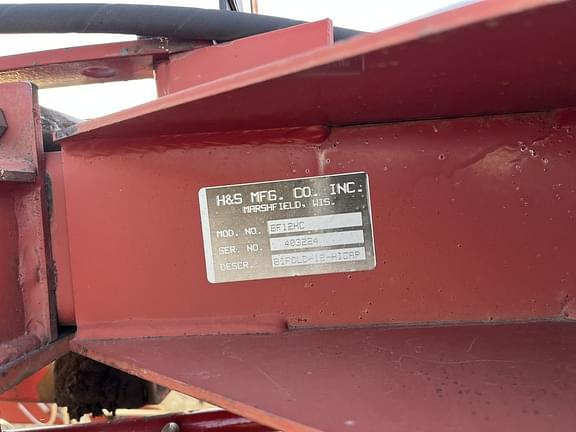 H&S MFG. CO. INC.
MARSHFIELD, WIS.
MOD. NO. BF12HC
SER. NO. 403224
DESCR. BIFOLD-12-HICAP